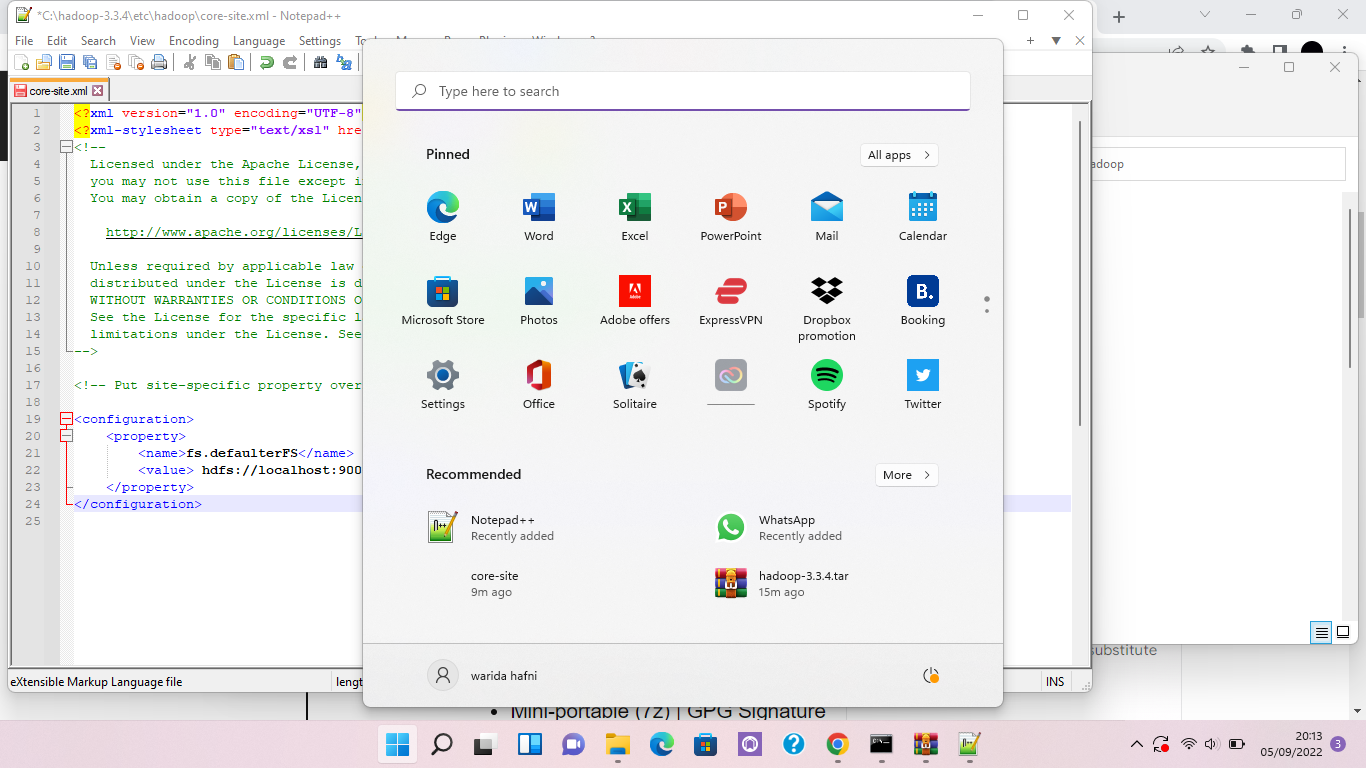 *C:\hadoop-3.3.4\etc\hadoop\core-site.xml - Notepad++
File Edit Search View Encoding Language Settings
core-site.xml
1 <?xml version="1.0" encoding="UTF-8"
2 <?xml-stylesheet type="text/xsl" hre
3 <!--
4 Licensed under the Apache License,
5 you may not use this file except i
6 You may obtain a copy of the Licen
7
8 http://www.apache.org/licenses/L
9
10 Unless required by applicable law
11 distributed under the License is d
12 WITHOUT WARRANTIES OR CONDITIONS O
13 See the License for the specific l
14 limitations under the License. See
15 -->
16
17 <!-- Put site-specific property over
18
19 <configuration>
20 <property>
21 <name>fs.defaulterFS</name>
22 <value> hdfs://localhost:900
23 </property>
24 </configuration>
25
eXtensible Markup Language file
lengt
INS
Type here to search
Pinned
All apps
Edge Word Excel PowerPoint Mail Calendar
Microsoft Store Photos Adobe offers ExpressVPN Dropbox promotion Booking
Settings Office Solitaire Spotify Twitter
Recommended
More
Notepad++
Recently added
WhatsApp
Recently added
core-site
9m ago
hadoop-3.3.4.tar
15m ago
warida hafni
adoop
substitute
Mini-portable (7z) | GPG Signature
20:13
05/09/2022
3